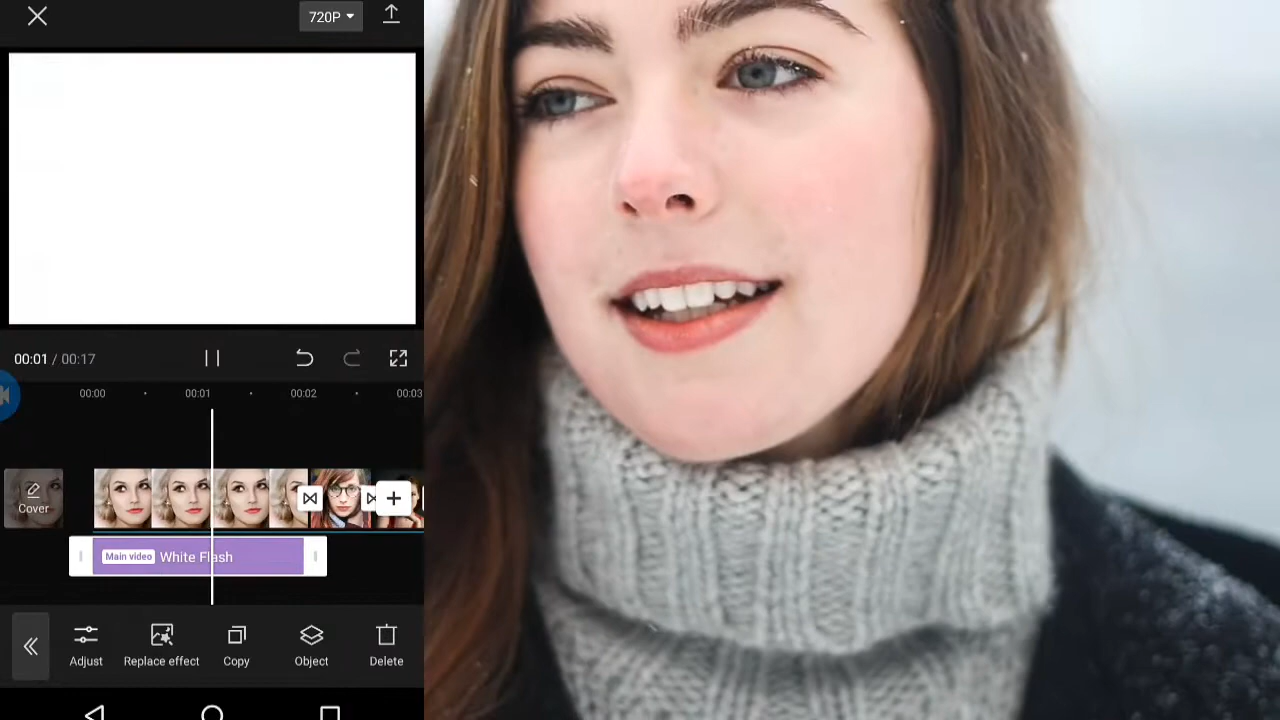 720P
00:01 / 00:17
00:00 00:01 00:02 00:03
Cover
Main video White Flash
Adjust Replace effect Copy Object Delete